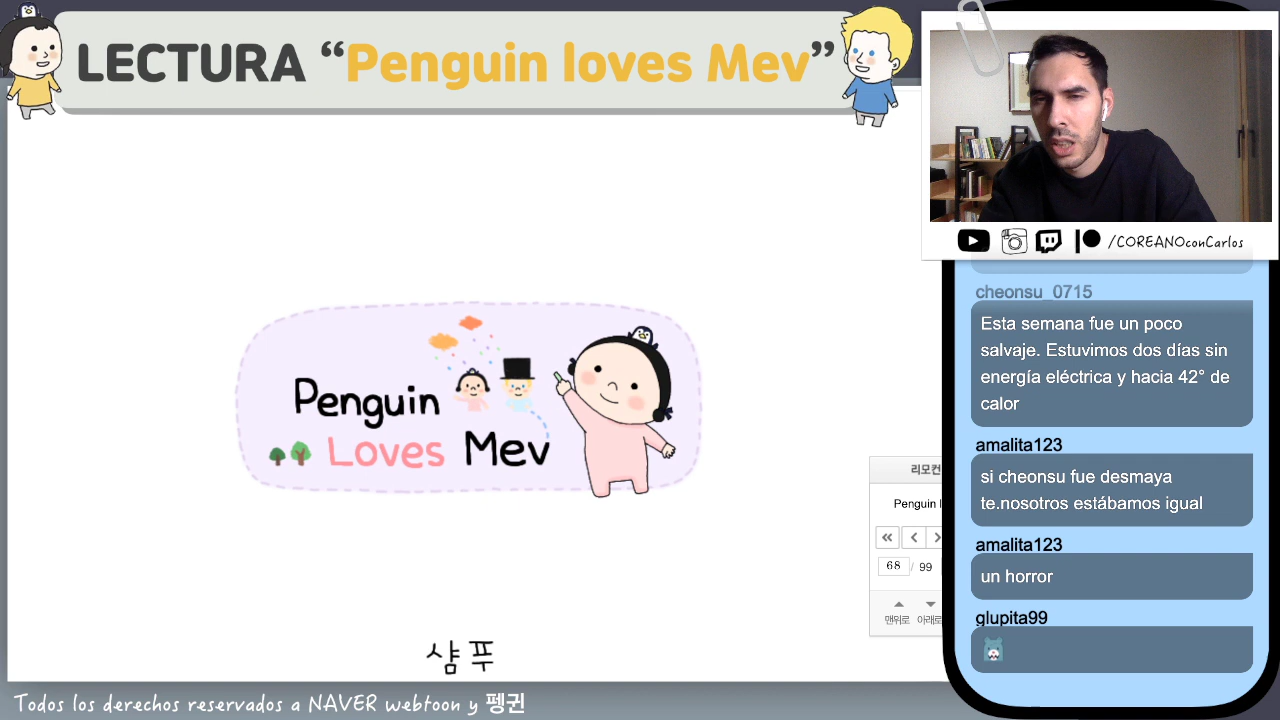 LECTURA “Penguin loves Mev”
Penguin
Loves Mev
샴푸
리모컨
Penguin l
68 / 99
맨위로 아래로
/COREANOconCarlos
cheonsu_0715
Esta semana fue un poco
salvaje. Estuvimos dos días sin
energía eléctrica y hacia 42° de
calor
amalita123
si cheonsu fue desmaya
te.nosotros estábamos igual
amalita123
un horror
glupita99
Todos los derechos reservados a NAVER webtoon y 펭귄